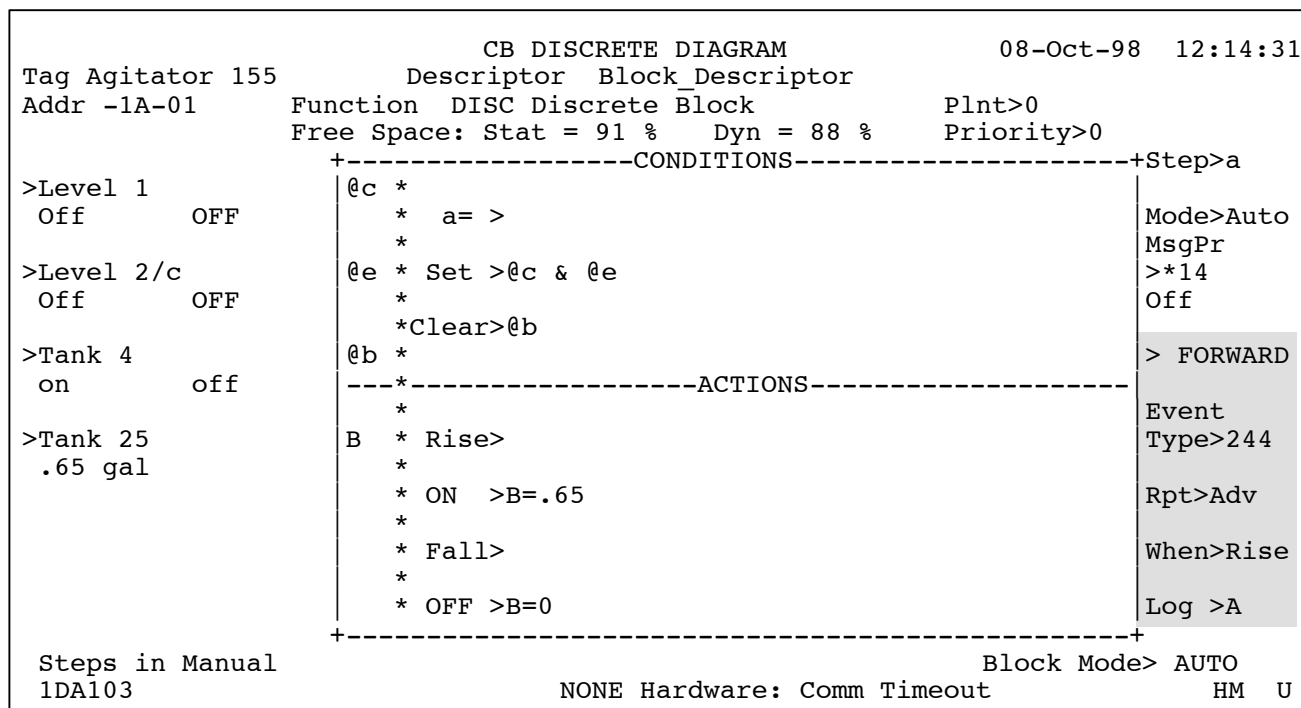 CB DISCRETE DIAGRAM 08-Oct-98 12:14:31
Tag Agitator 155 Descriptor Block_Descriptor
Addr -1A-01 Function DISC Discrete Block Plnt>0
Free Space: Stat = 91 % Dyn = 88 % Priority>0
+------------------CONDITIONS---------------------+Step>a
>Level 1 |@c * |
Off OFF | * a= > |Mode>Auto
| * |MsgPr
>Level 2/c |@e * Set >@c & @e |>*14
Off OFF | * |Off
| *Clear>@b |
>Tank 4 |@b * |> FORWARD
on off |---*------------------ACTIONS--------------------|
| * |Event
>Tank 25 |B * Rise> |Type>244
.65 gal | * |
| * ON >B=.65 |Rpt>Adv
| * |
| * Fall> |When>Rise
| * |
| * OFF >B=0 |Log >A
+-------------------------------------------------+
Steps in Manual Block Mode> AUTO
1DA103 NONE Hardware: Comm Timeout HM U